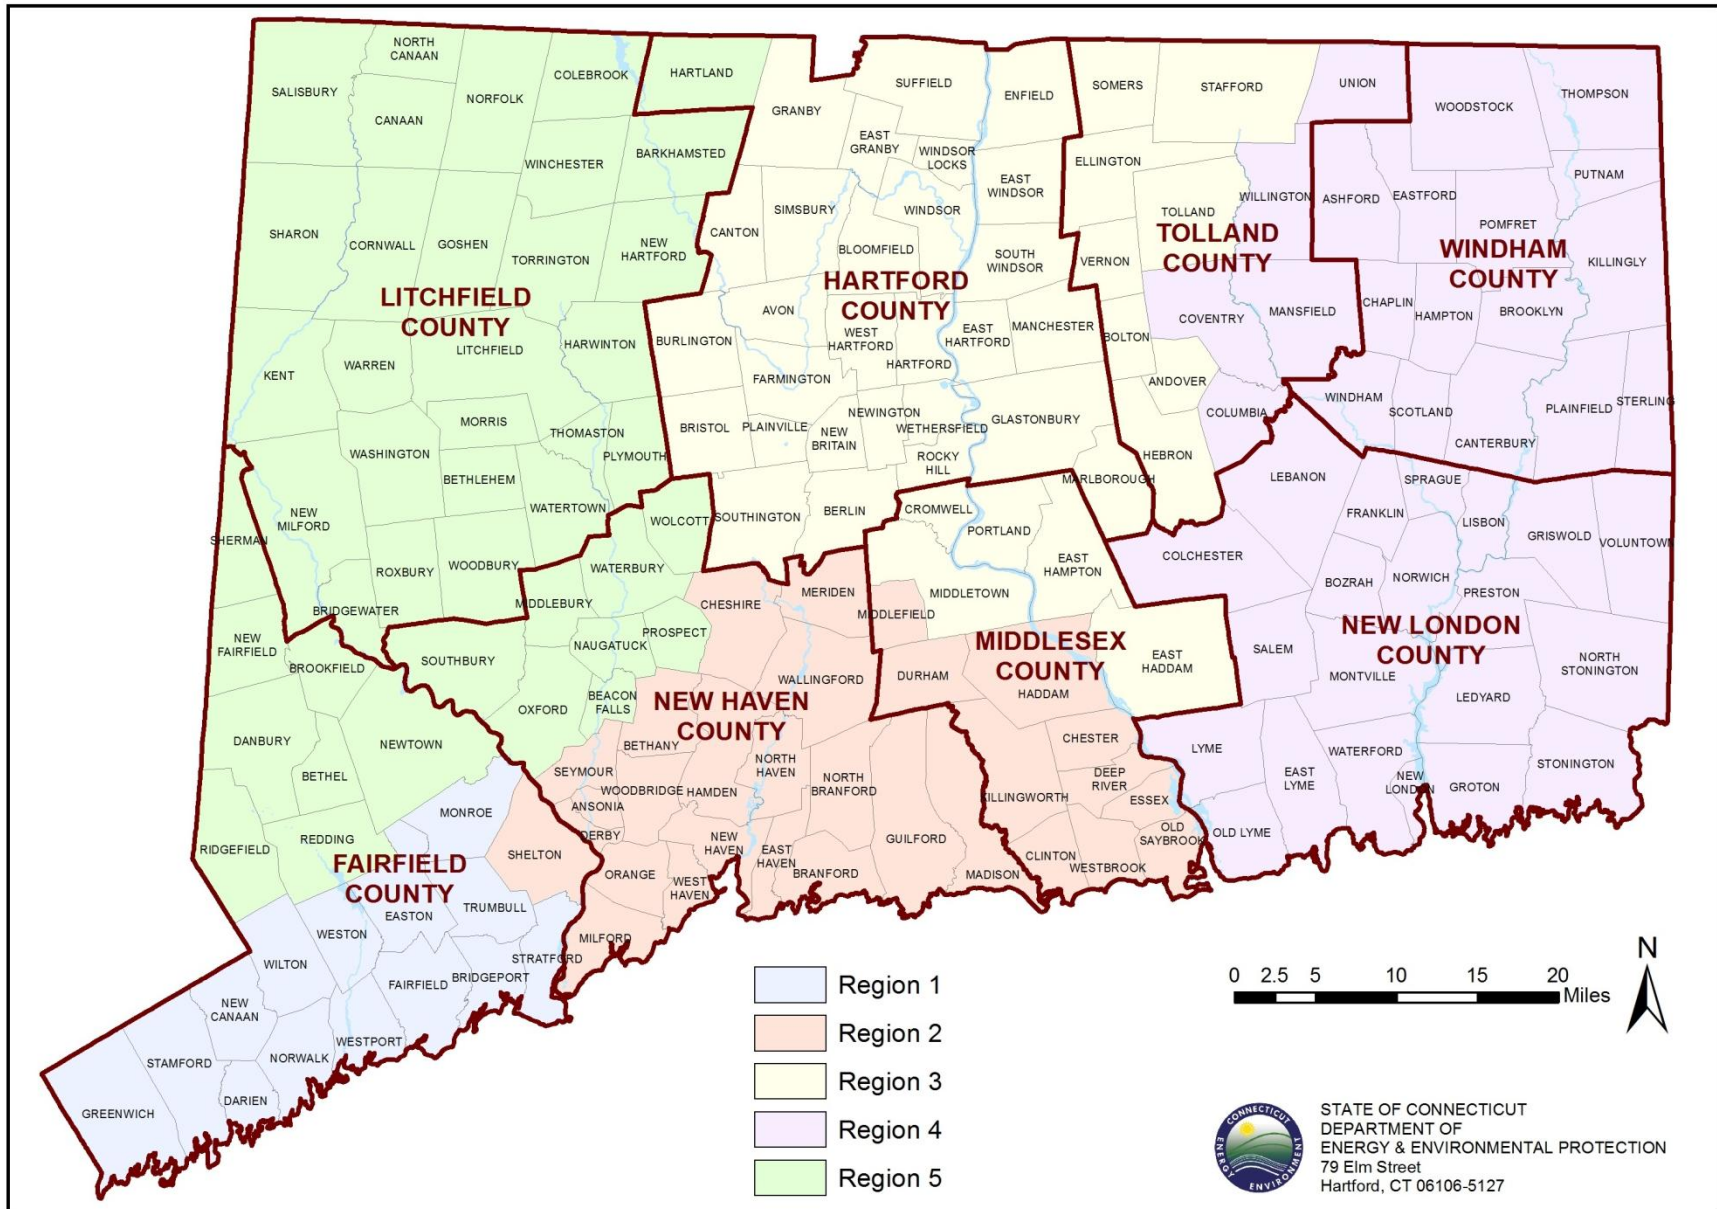 NORTH
CANAAN
COLEBROOK
HARTLAND
SALISBURY
NORFOLK
CANAAN
GRANBY
SUFFIELD
ENFIELD
SOMERS
STAFFORD
UNION
WOODSTOCK
THOMPSON
WINCHESTER
BARKHAMSTED
EAST
GRANBY
WINDSOR
LOCKS
ELLINGTON
EAST
WINDSOR
WILLINGTON
ASHFORD
EASTFORD
PUTNAM
SHARON
CORNWALL
GOSHEN
TORRINGTON
NEW
HARTFORD
CANTON
SIMSBURY
WINDSOR
BLOOMFIELD
SOUTH
WINDSOR
VERNON
TOLLAND
TOLLAND
COUNTY
POMFRET
WINDHAM
COUNTY
KILLINGLY
LITCHFIELD
COUNTY
HARTFORD
COUNTY
LITCHFIELD
HARWINTON
KENT
WARREN
BURLINGTON
AVON
WEST
HARTFORD
HARTFORD
EAST
HARTFORD
MANCHESTER
BOLTON
COVENTRY
MANSFIELD
CHAPLIN
HAMPTON
BROOKLYN
FARMINGTON
ANDOVER
COLUMBIA
WINDHAM
SCOTLAND
CANTERBURY
PLAINFIELD
STERLING
MORRIS
WASHINGTON
BETHLEHEM
THOMASTON
PLYMOUTH
WATERTOWN
BRISTOL
PLAINVILLE
NEW
BRITAIN
NEWINGTON
WETHERSFIELD
ROCKY
HILL
GLASTONBURY
MARLBOROUGH
HEBRON
LEBANON
SPRAGUE
FRANKLIN
LISBON
GRISWOLD
VOLUNTOWN
SHERMAN
NEW
MILFORD
ROXBURY
WOODBURY
BRIDGEWATER
WOLCOTT
WATERBURY
MIDDLEBURY
SOUTHINGTON
BERLIN
CROMWELL
PORTLAND
EAST
HAMPTON
MIDDLETOWN
MIDDLEFIELD
COLCHESTER
BOZRAH
NORWICH
PRESTON
NEW
FAIRFIELD
BROOKFIELD
SOUTHBURY
NAUGATUCK
PROSPECT
CHESHIRE
MERIDEN
WALLINGFORD
DURHAM
MIDDLESEX
COUNTY
HADDAM
EAST
HADDAM
SALEM
NEW LONDON
COUNTY
MONTVILLE
LEDYARD
NORTH
STONINGTON
OXFORD
BEACON
FALLS
NEW HAVEN
COUNTY
DANBURY
BETHEL
NEWTOWN
BETHANY
SEYMOUR
WOODBRIDGE
ANSONIA
HAMDEN
NORTH
HAVEN
NORTH
BRANFORD
KILLINGWORTH
CHESTER
DEEP
RIVER
ESSEX
LYME
EAST
LYME
WATERFORD
NEW
LONDON
GROTON
STONINGTON
RIDGEFIELD
REDDING
MONROE
SHELTON
DERBY
ORANGE
NEW
HAVEN
WEST
HAVEN
EAST
HAVEN
BRANFORD
GUILFORD
MADISON
CLINTON
WESTBROOK
OLD
SAYBROOK
OLD LYME
FAIRFIELD
COUNTY
EASTON
TRUMBULL
WESTON
WILTON
MILFORD
STRATFORD
BRIDGEPORT
FAIRFIELD
NEW
CANAAN
STAMFORD
NORWALK
WESTPORT
GREENWICH
DARIEN
Region 1
Region 2
Region 3
Region 4
Region 5
N
0 2.5 5 10 15 20
Miles
CONNECTICUT
ENERGY ENVIRONMENT
STATE OF CONNECTICUT
DEPARTMENT OF
ENERGY & ENVIRONMENTAL PROTECTION
79 Elm Street
Hartford, CT 06106-5127